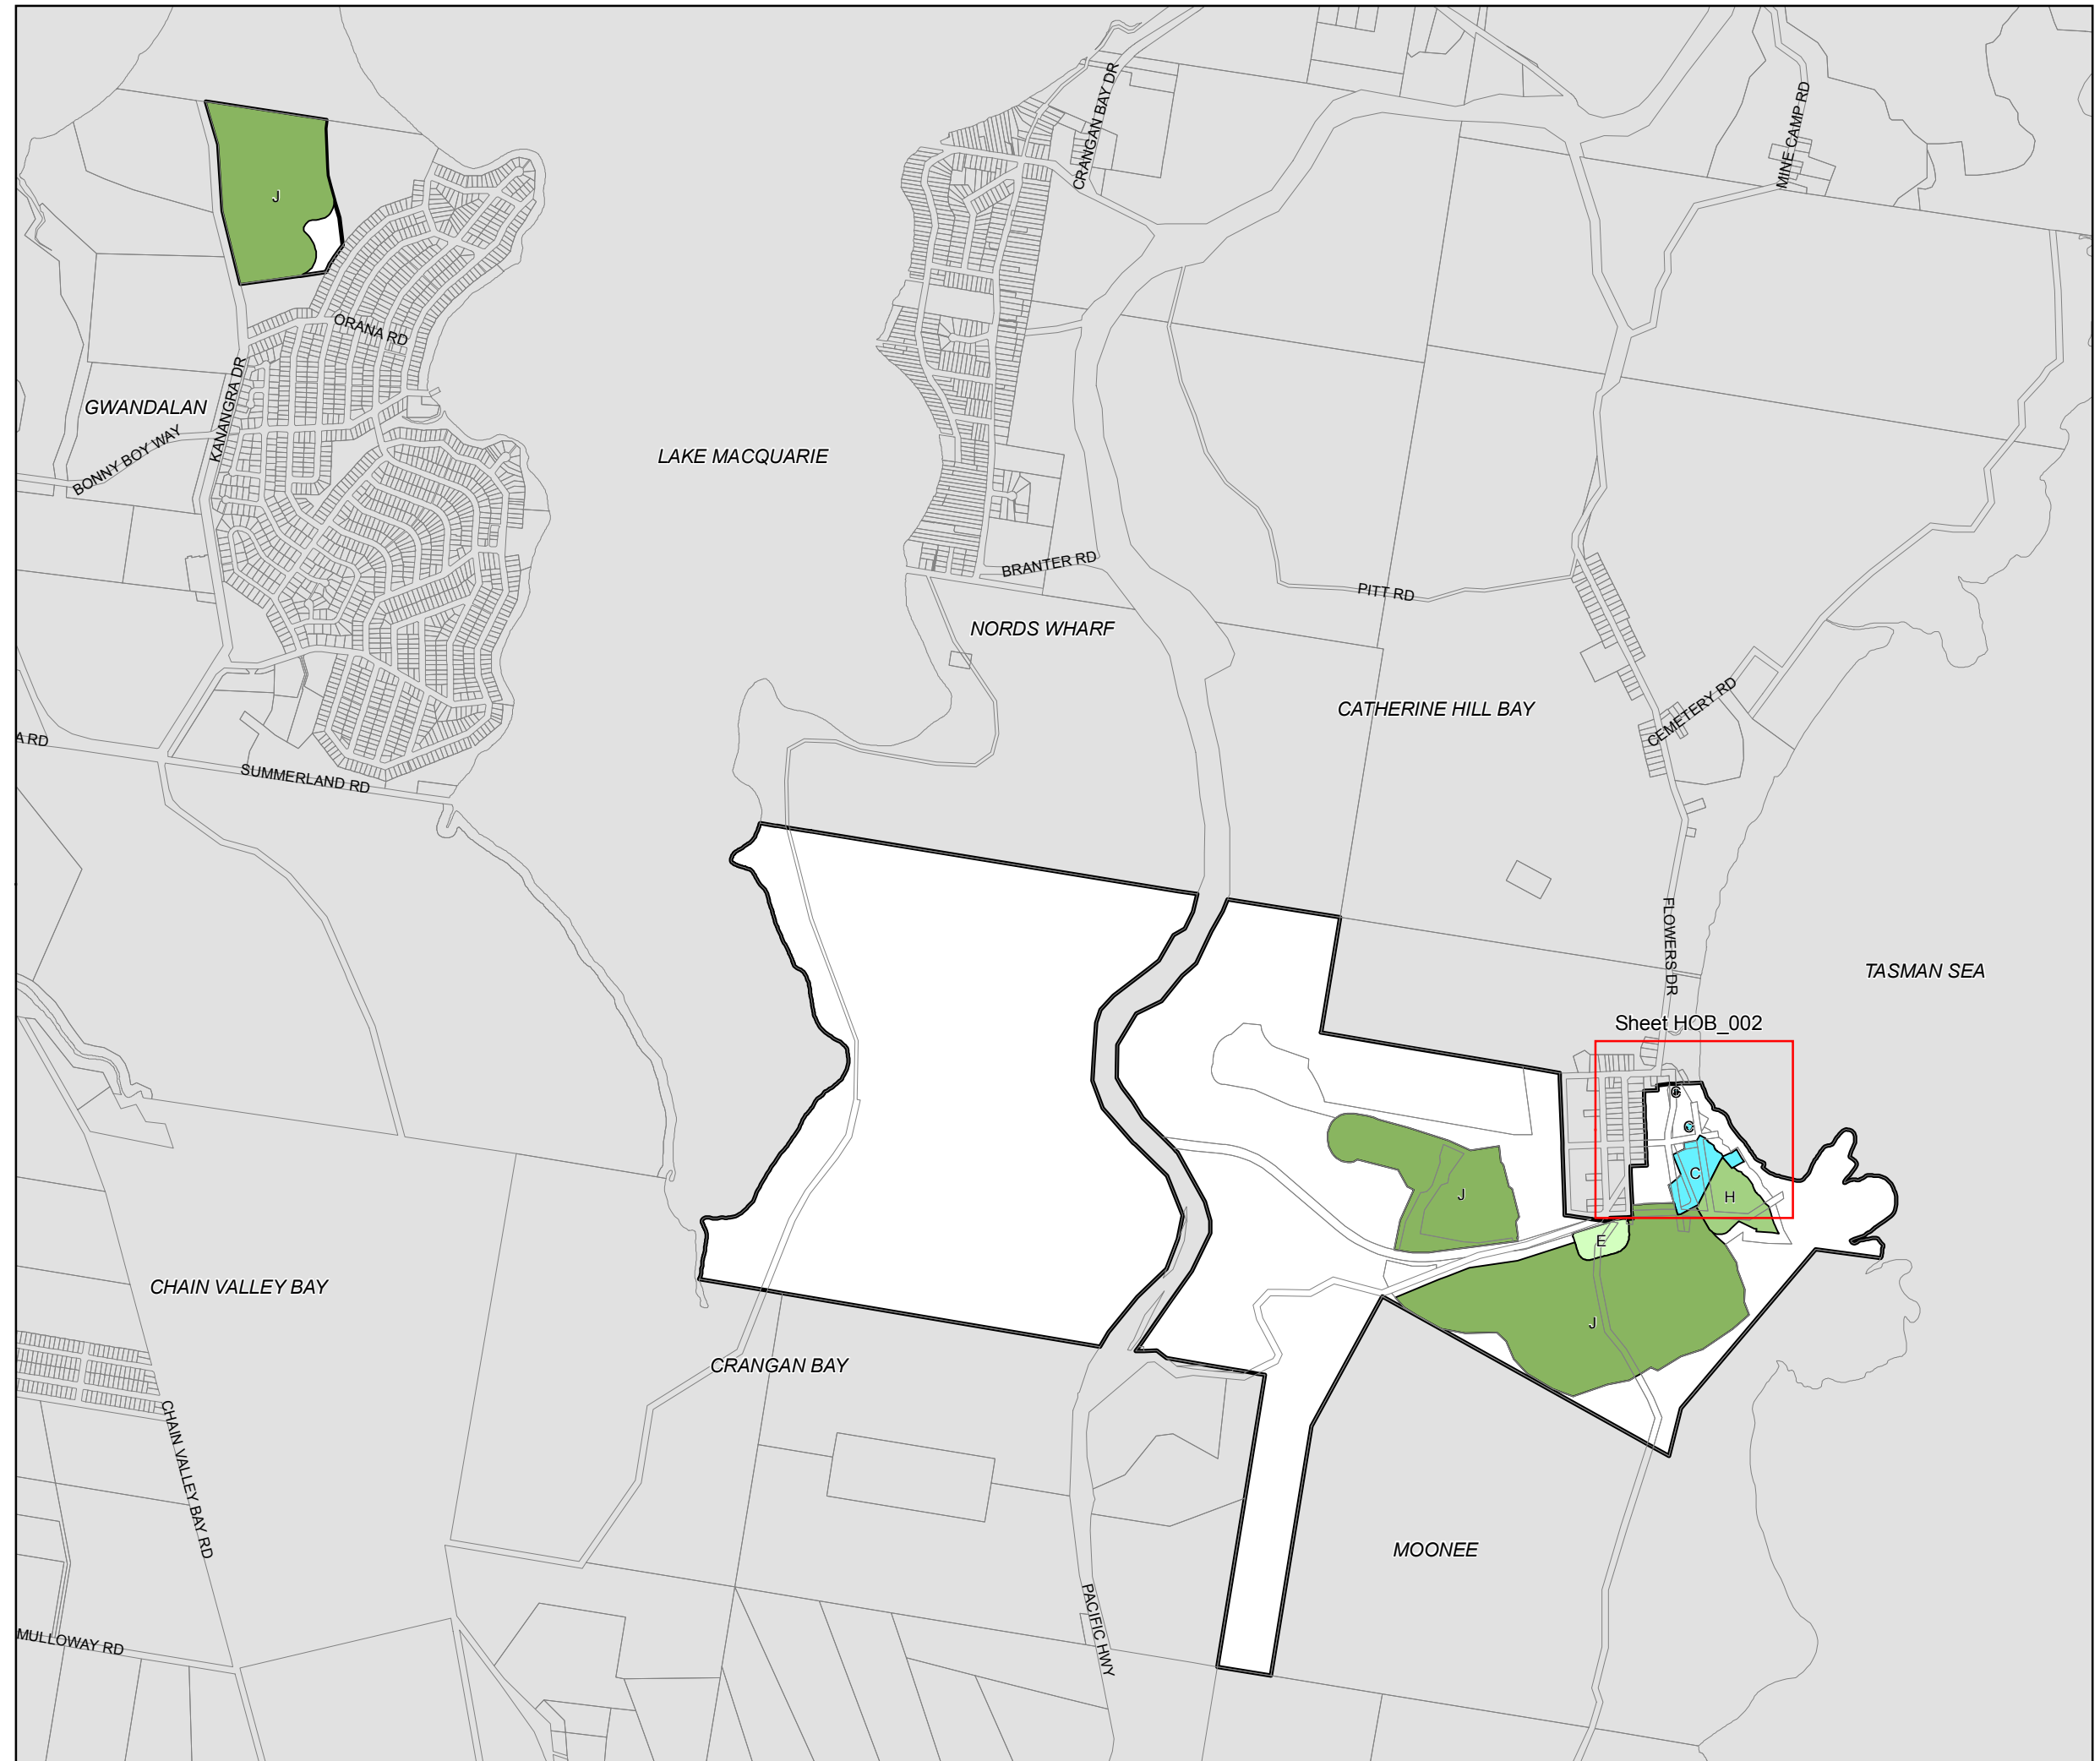 CRANGAN BAY DR
MINE CAMP RD
J
ORANA RD
KANANGRA DR
GWANDALAN
BONNY BOY WAY
LAKE MACQUARIE
BRANTER RD
PITT RD
NORDS WHARF
CATHERINE HILL BAY
CEMETERY RD
A RD
SUMMERLAND RD
FLOWERS DR
TASMAN SEA
Sheet HOB_002
C
C
H
J
E
CHAIN VALLEY BAY
J
CRANGAN BAY
CHAIN VALLEY BAY RD
MOONEE
PACIFIC HWY
MULLOWAY RD